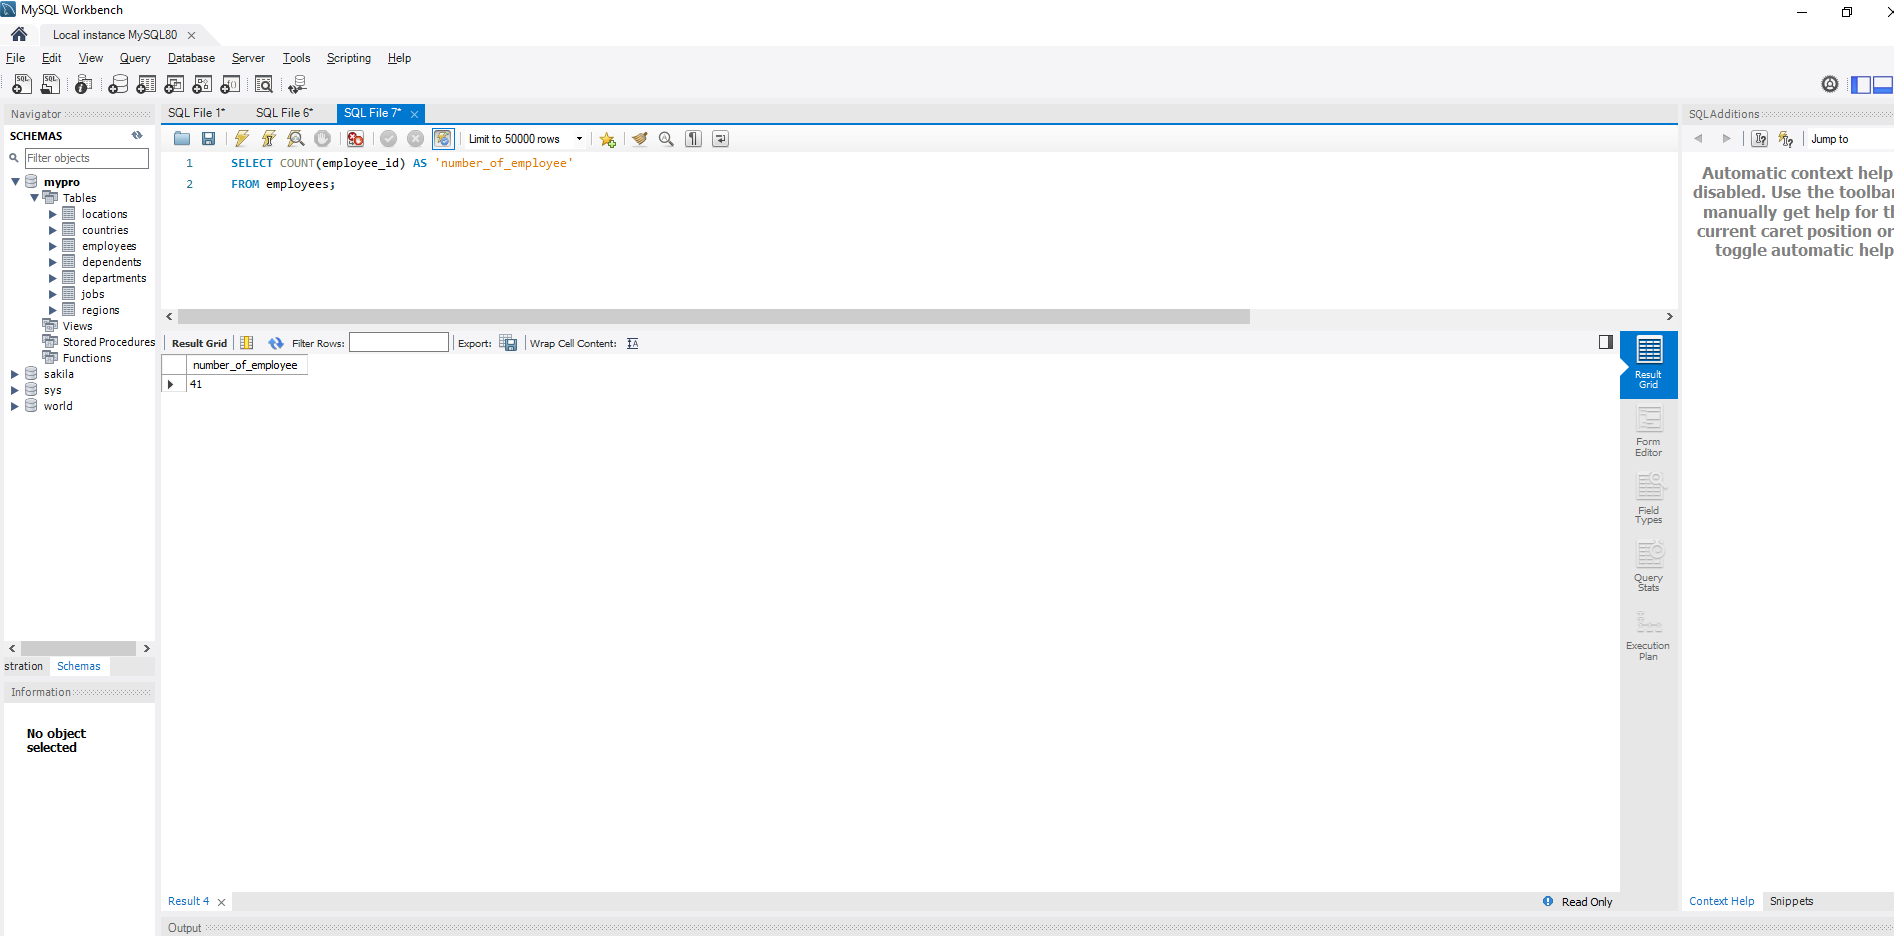 MySQL Workbench
Local instance MySQL80
File Edit View Query Database Server Tools Scripting Help
Navigator
SCHEMAS
Filter objects
mypro
Tables
locations
countries
employees
dependents
departments
jobs
regions
Views
Stored Procedures
Functions
sakila
sys
world
stration Schemas
Information
No object
selected
SQL File 1* SQL File 6* SQL File 7*
Limit to 50000 rows
1 SELECT COUNT(employee_id) AS 'number_of_employee'
2 FROM employees;
Result Grid Filter Rows: Export: Wrap Cell Content:
number_of_employee
41
Result
Grid
Form
Editor
Field
Types
Query
Stats
Execution
Plan
Result 4
Read Only
Output
SQLAdditions
Jump to
Automatic context help
disabled. Use the toolbar
manually get help for th
current caret position or
toggle automatic help
Context Help Snippets